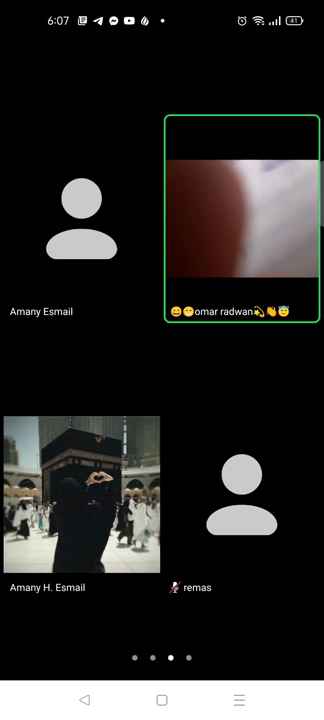 6:07
41
Amany Esmail
😄😁omar radwan💫👏😇
Amany H. Esmail
remas